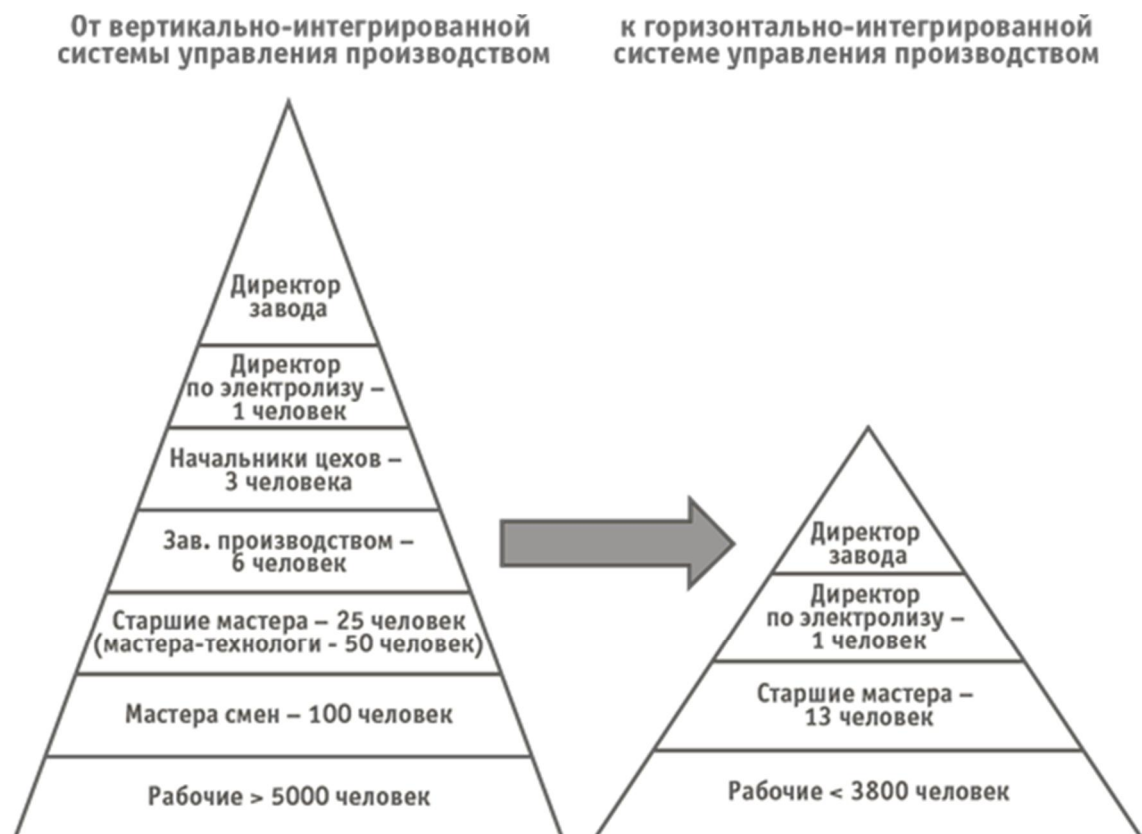 От вертикально-интегрированной
системы управления производством
к горизонтально-интегрированной
системе управления производством
Директор
завода
Директор
по электролизу –
1 человек
Начальники цехов –
3 человека
Зав. производством –
6 человек
Старшие мастера – 25 человек
(мастера-технологи - 50 человек)
Мастера смен – 100 человек
Рабочие > 5000 человек
Директор
завода
Директор
по электролизу –
1 человек
Старшие мастера –
13 человек
Рабочие < 3800 человек